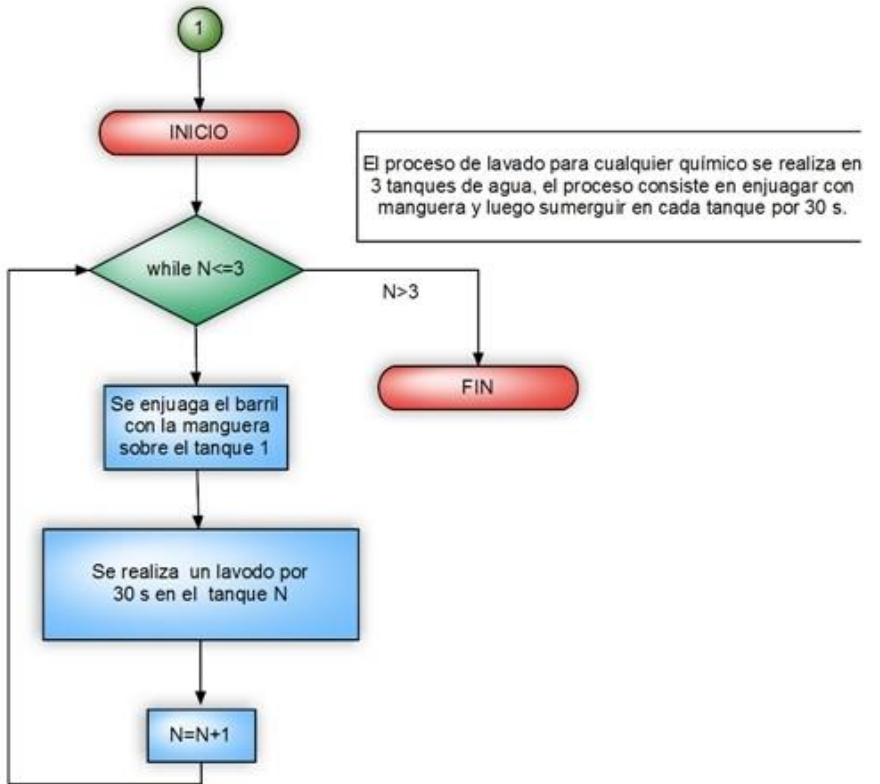 1
INICIO
El proceso de lavado para cualquier químico se realiza en
3 tanques de agua, el proceso consiste en enjuagar con
manguera y luego sumerguir en cada tanque por 30 s.
while N<=3
N>3
FIN
Se enjuaga el barril
con la manguera
sobre el tanque 1
Se realiza un lavodo por
30 s en el tanque N
N=N+1